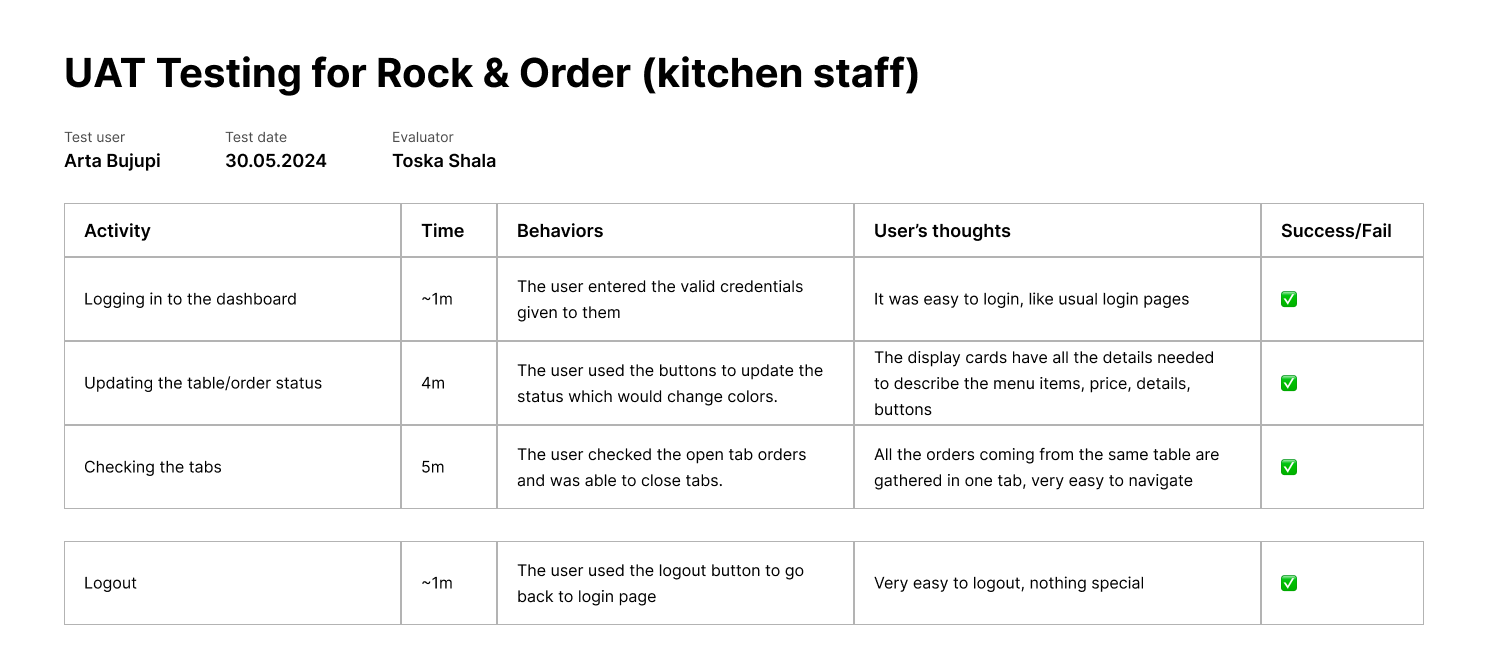 UAT Testing for Rock & Order (kitchen staff)
Test user
Test date
Evaluator
Arta Bujupi
30.05.2024
Toska Shala
Activity
Time
Behaviors
User’s thoughts
Success/Fail
Logging in to the dashboard
~1m
The user entered the valid credentials
given to them
It was easy to login, like usual login pages
✅
Updating the table/order status
4m
The user used the buttons to update the
status which would change colors.
The display cards have all the details needed
to describe the menu items, price, details,
buttons
✅
Checking the tabs
5m
The user checked the open tab orders
and was able to close tabs.
All the orders coming from the same table are
gathered in one tab, very easy to navigate
✅
Logout
~1m
The user used the logout button to go
back to login page
Very easy to logout, nothing special
✅